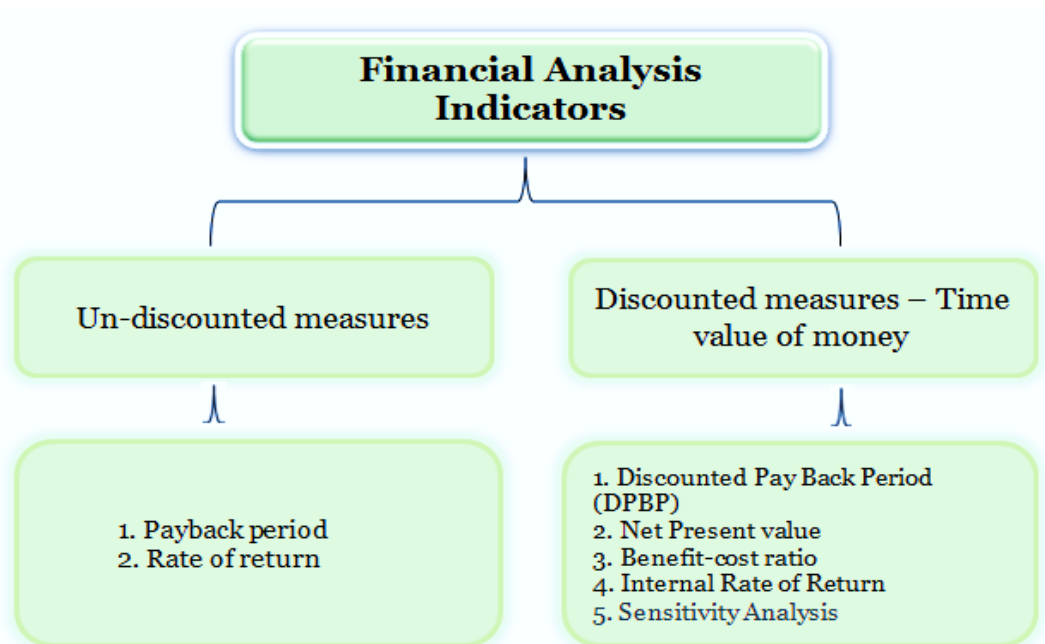 Financial Analysis
Indicators
Un-discounted measures
Discounted measures – Time
value of money
1. Payback period
2. Rate of return
1. Discounted Pay Back Period
(DPBP)
2. Net Present value
3. Benefit-cost ratio
4. Internal Rate of Return
5. Sensitivity Analysis